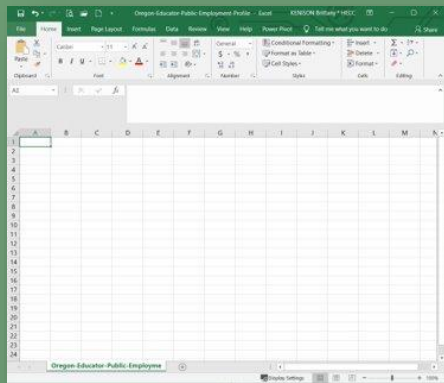 Oregon-Educator-Public-Employment-Profile - Excel KENISON Brittany * HECC
File Home Insert Page Layout Formulas Data Review View Help Power Pivot Tell me what you want to do Share
Calibri 11 A A General Conditional Formatting Insert Σ
Paste B I U A $ % Format as Table Delete
Cell Styles Format
Clipboard Font Alignment Number Styles Cells Editing
A1 fx
A B C D E F G H I J K L M N
1
2
3
4
5
6
7
8
9
10
11
12
13
14
15
16
17
18
19
20
21
22
23
24
Oregon-Educator-Public-Employme
Display Settings 100%